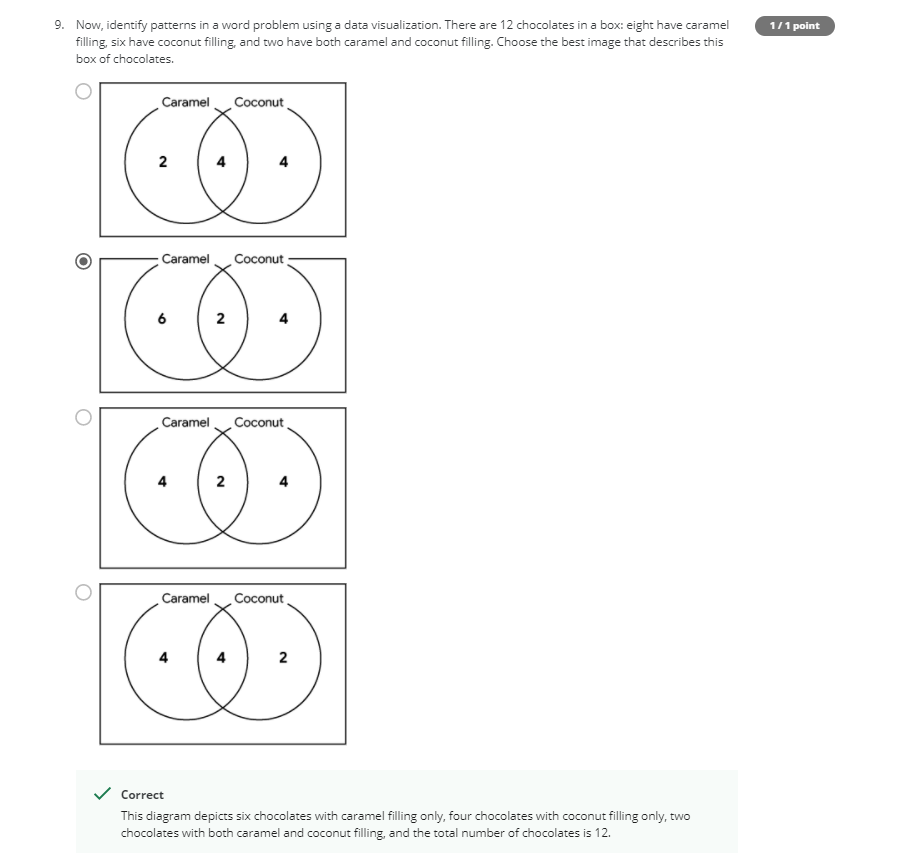 9. Now, identify patterns in a word problem using a data visualization. There are 12 chocolates in a box: eight have caramel
1 / 1 point
filling, six have coconut filling, and two have both caramel and coconut filling. Choose the best image that describes this
box of chocolates.
Caramel Coconut
2 4 4
Caramel Coconut
6 2 4
Caramel Coconut
4 2 4
Caramel Coconut
4 4 2
Correct
This diagram depicts six chocolates with caramel filling only, four chocolates with coconut filling only, two
chocolates with both caramel and coconut filling, and the total number of chocolates is 12.